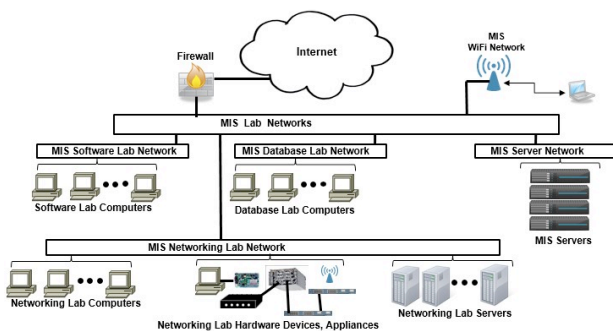 Internet
Firewall
MIS
WiFi Network
MIS Lab Networks
MIS Software Lab Network
MIS Database Lab Network
MIS Server Network
Software Lab Computers
Database Lab Computers
MIS Servers
MIS Networking Lab Network
Networking Lab Computers
Networking Lab Hardware Devices, Appliances
Networking Lab Servers